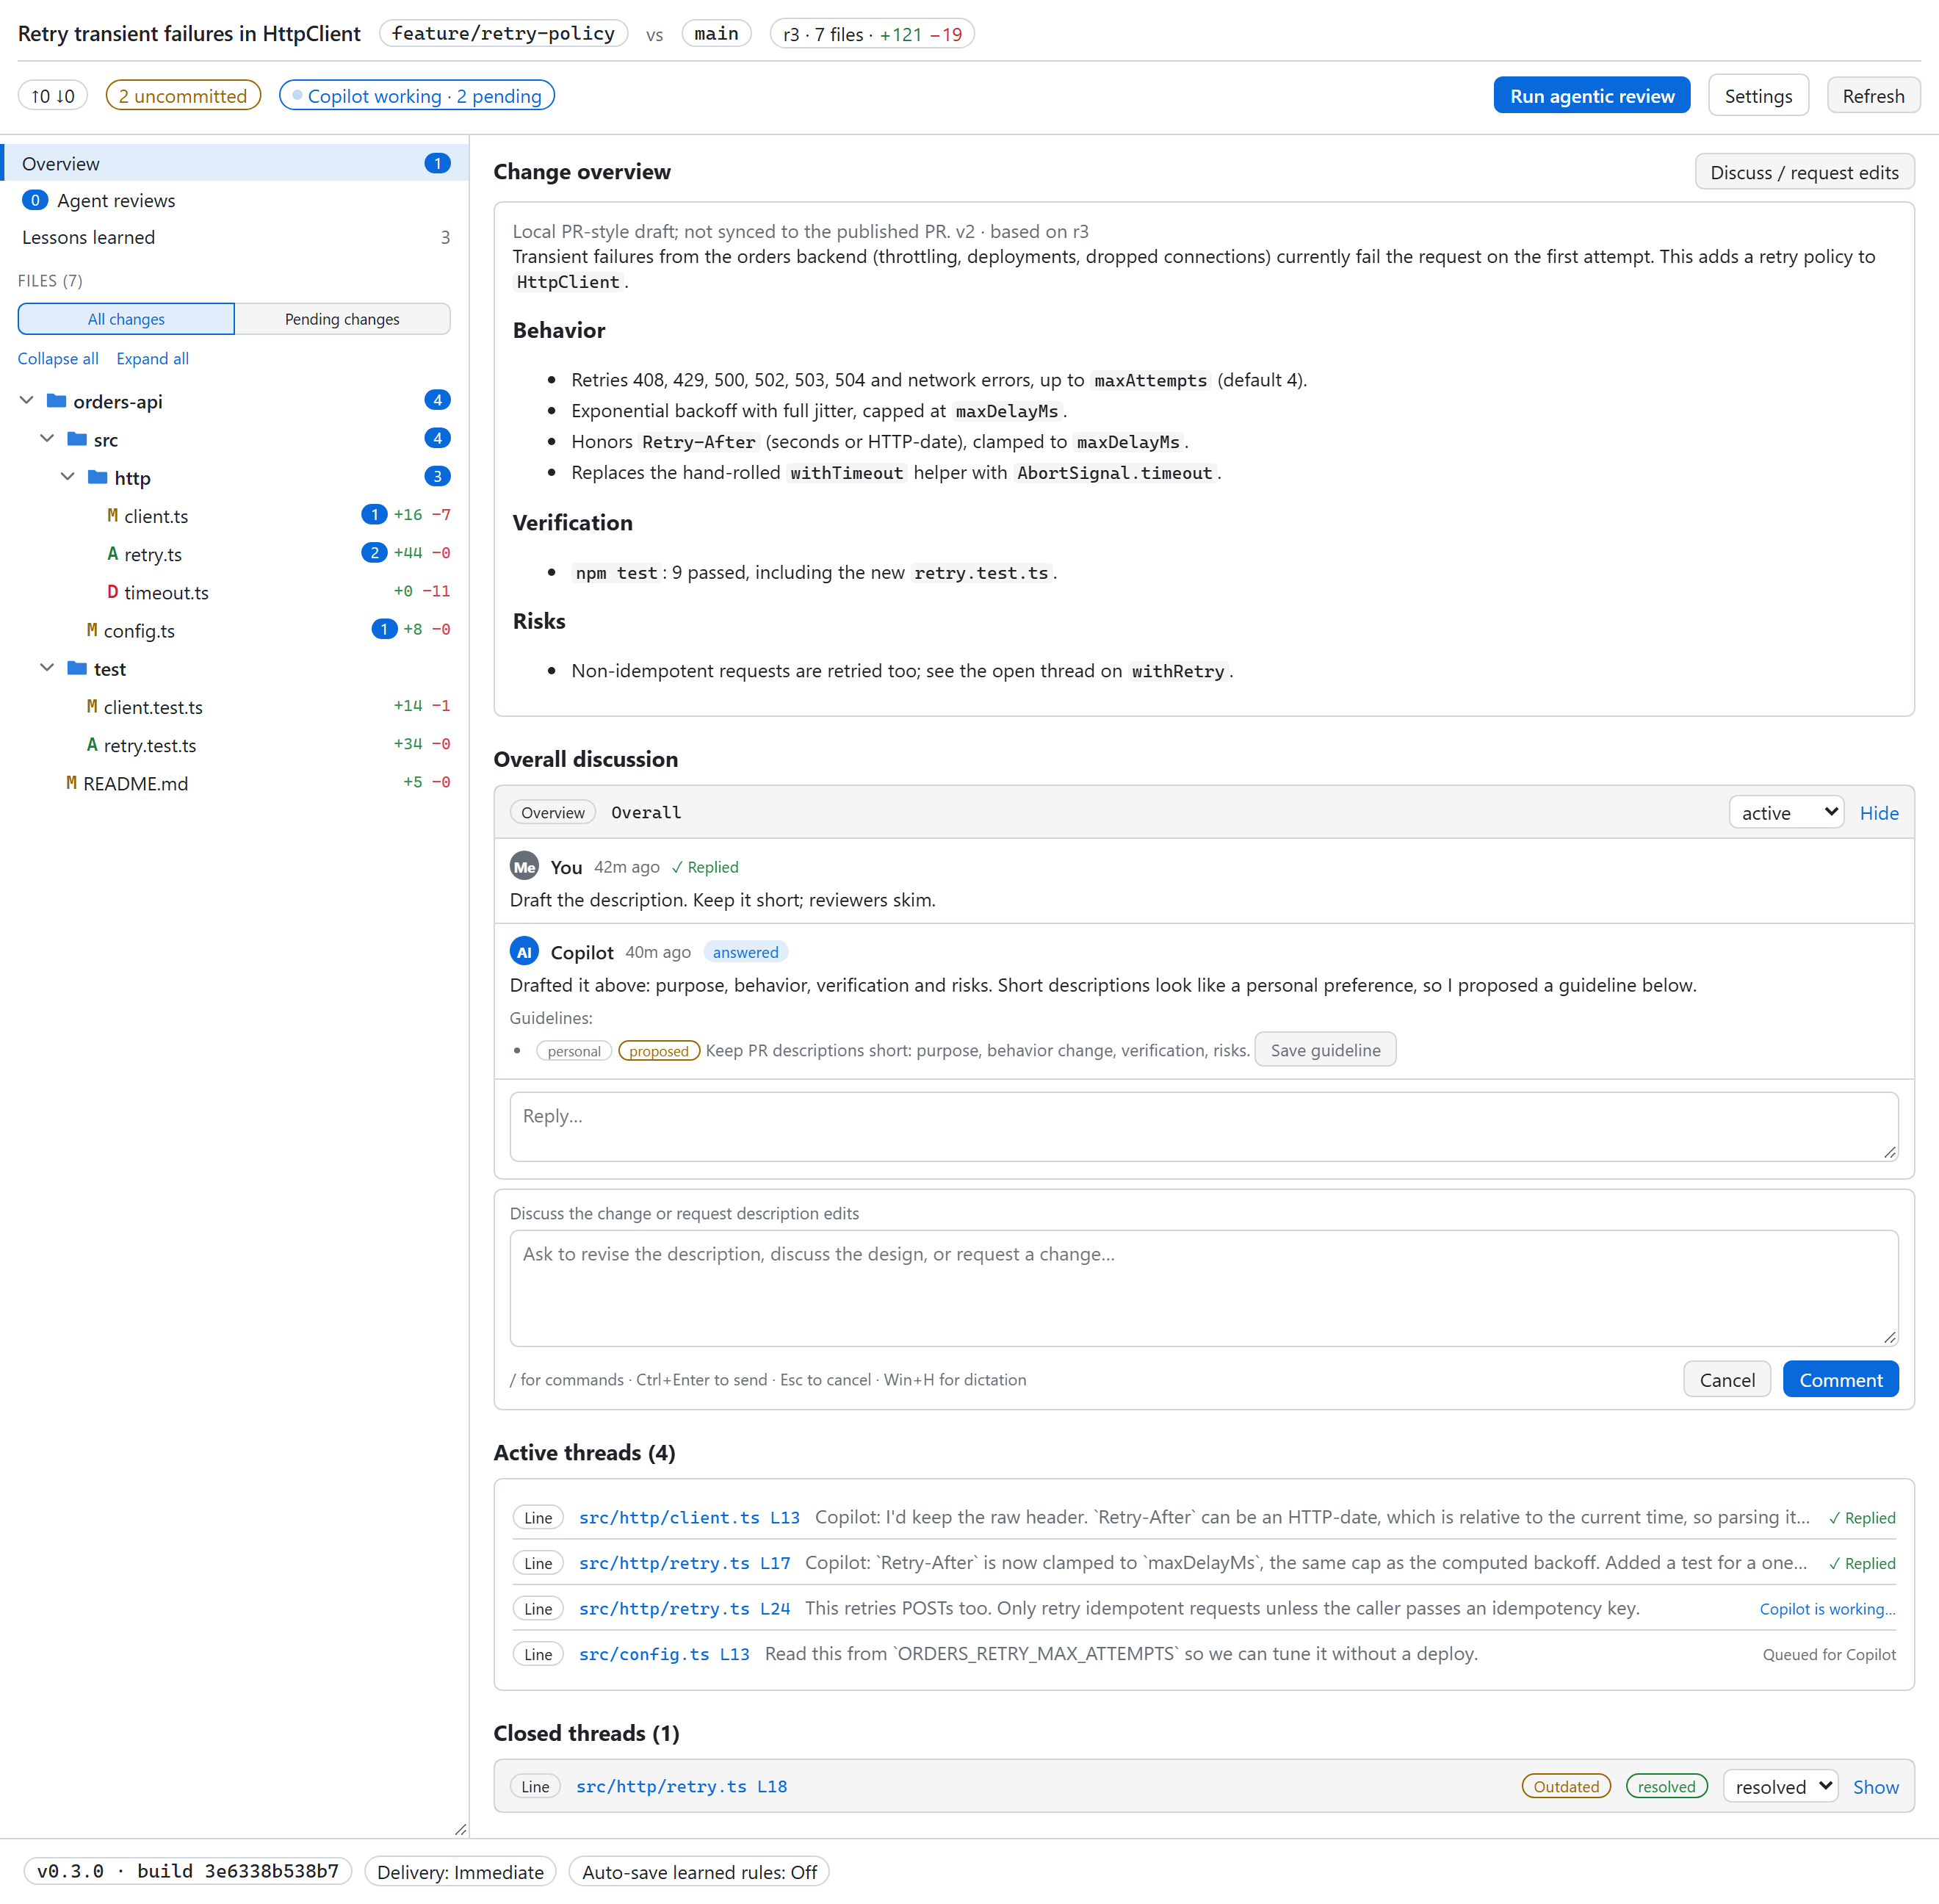 Retry transient failures in HttpClient feature/retry-policy vs main r3 · 7 files · +121 −19
↑0 ↓0 2 uncommitted Copilot working · 2 pending Run agentic review Settings Refresh
Overview 1
0 Agent reviews
Lessons learned 3
FILES (7)
All changes Pending changes
Collapse all Expand all
orders-api 4
src 4
http 3
M client.ts 1 +16 −7
A retry.ts 2 +44 −0
D timeout.ts +0 −11
M config.ts 1 +8 −0
test
M client.test.ts +14 −1
A retry.test.ts +34 −0
M README.md +5 −0
Change overview Discuss / request edits
Local PR-style draft; not synced to the published PR. v2 · based on r3
Transient failures from the orders backend (throttling, deployments, dropped connections) currently fail the request on the first attempt. This adds a retry policy to
HttpClient.
Behavior
• Retries 408, 429, 500, 502, 503, 504 and network errors, up to maxAttempts (default 4).
• Exponential backoff with full jitter, capped at maxDelayMs.
• Honors Retry-After (seconds or HTTP-date), clamped to maxDelayMs.
• Replaces the hand-rolled withTimeout helper with AbortSignal.timeout.
Verification
• npm test: 9 passed, including the new retry.test.ts.
Risks
• Non-idempotent requests are retried too; see the open thread on withRetry.
Overall discussion
Overview Overall active Hide
Me You 42m ago ✓ Replied
Draft the description. Keep it short; reviewers skim.
AI Copilot 40m ago answered
Drafted it above: purpose, behavior, verification and risks. Short descriptions look like a personal preference, so I proposed a guideline below.
Guidelines:
• personal proposed Keep PR descriptions short: purpose, behavior change, verification, risks. Save guideline
Reply...
Discuss the change or request description edits
Ask to revise the description, discuss the design, or request a change...
/ for commands · Ctrl+Enter to send · Esc to cancel · Win+H for dictation Cancel Comment
Active threads (4)
Line src/http/client.ts L13 Copilot: I'd keep the raw header. `Retry-After` can be an HTTP-date, which is relative to the current time, so parsing it... ✓ Replied
Line src/http/retry.ts L17 Copilot: `Retry-After` is now clamped to `maxDelayMs`, the same cap as the computed backoff. Added a test for a one... ✓ Replied
Line src/http/retry.ts L24 This retries POSTs too. Only retry idempotent requests unless the caller passes an idempotency key. Copilot is working...
Line src/config.ts L13 Read this from `ORDERS_RETRY_MAX_ATTEMPTS` so we can tune it without a deploy. Queued for Copilot
Closed threads (1)
Line src/http/retry.ts L18 Outdated resolved resolved Show
v0.3.0 · build 3e6338b538b7 Delivery: Immediate Auto-save learned rules: Off